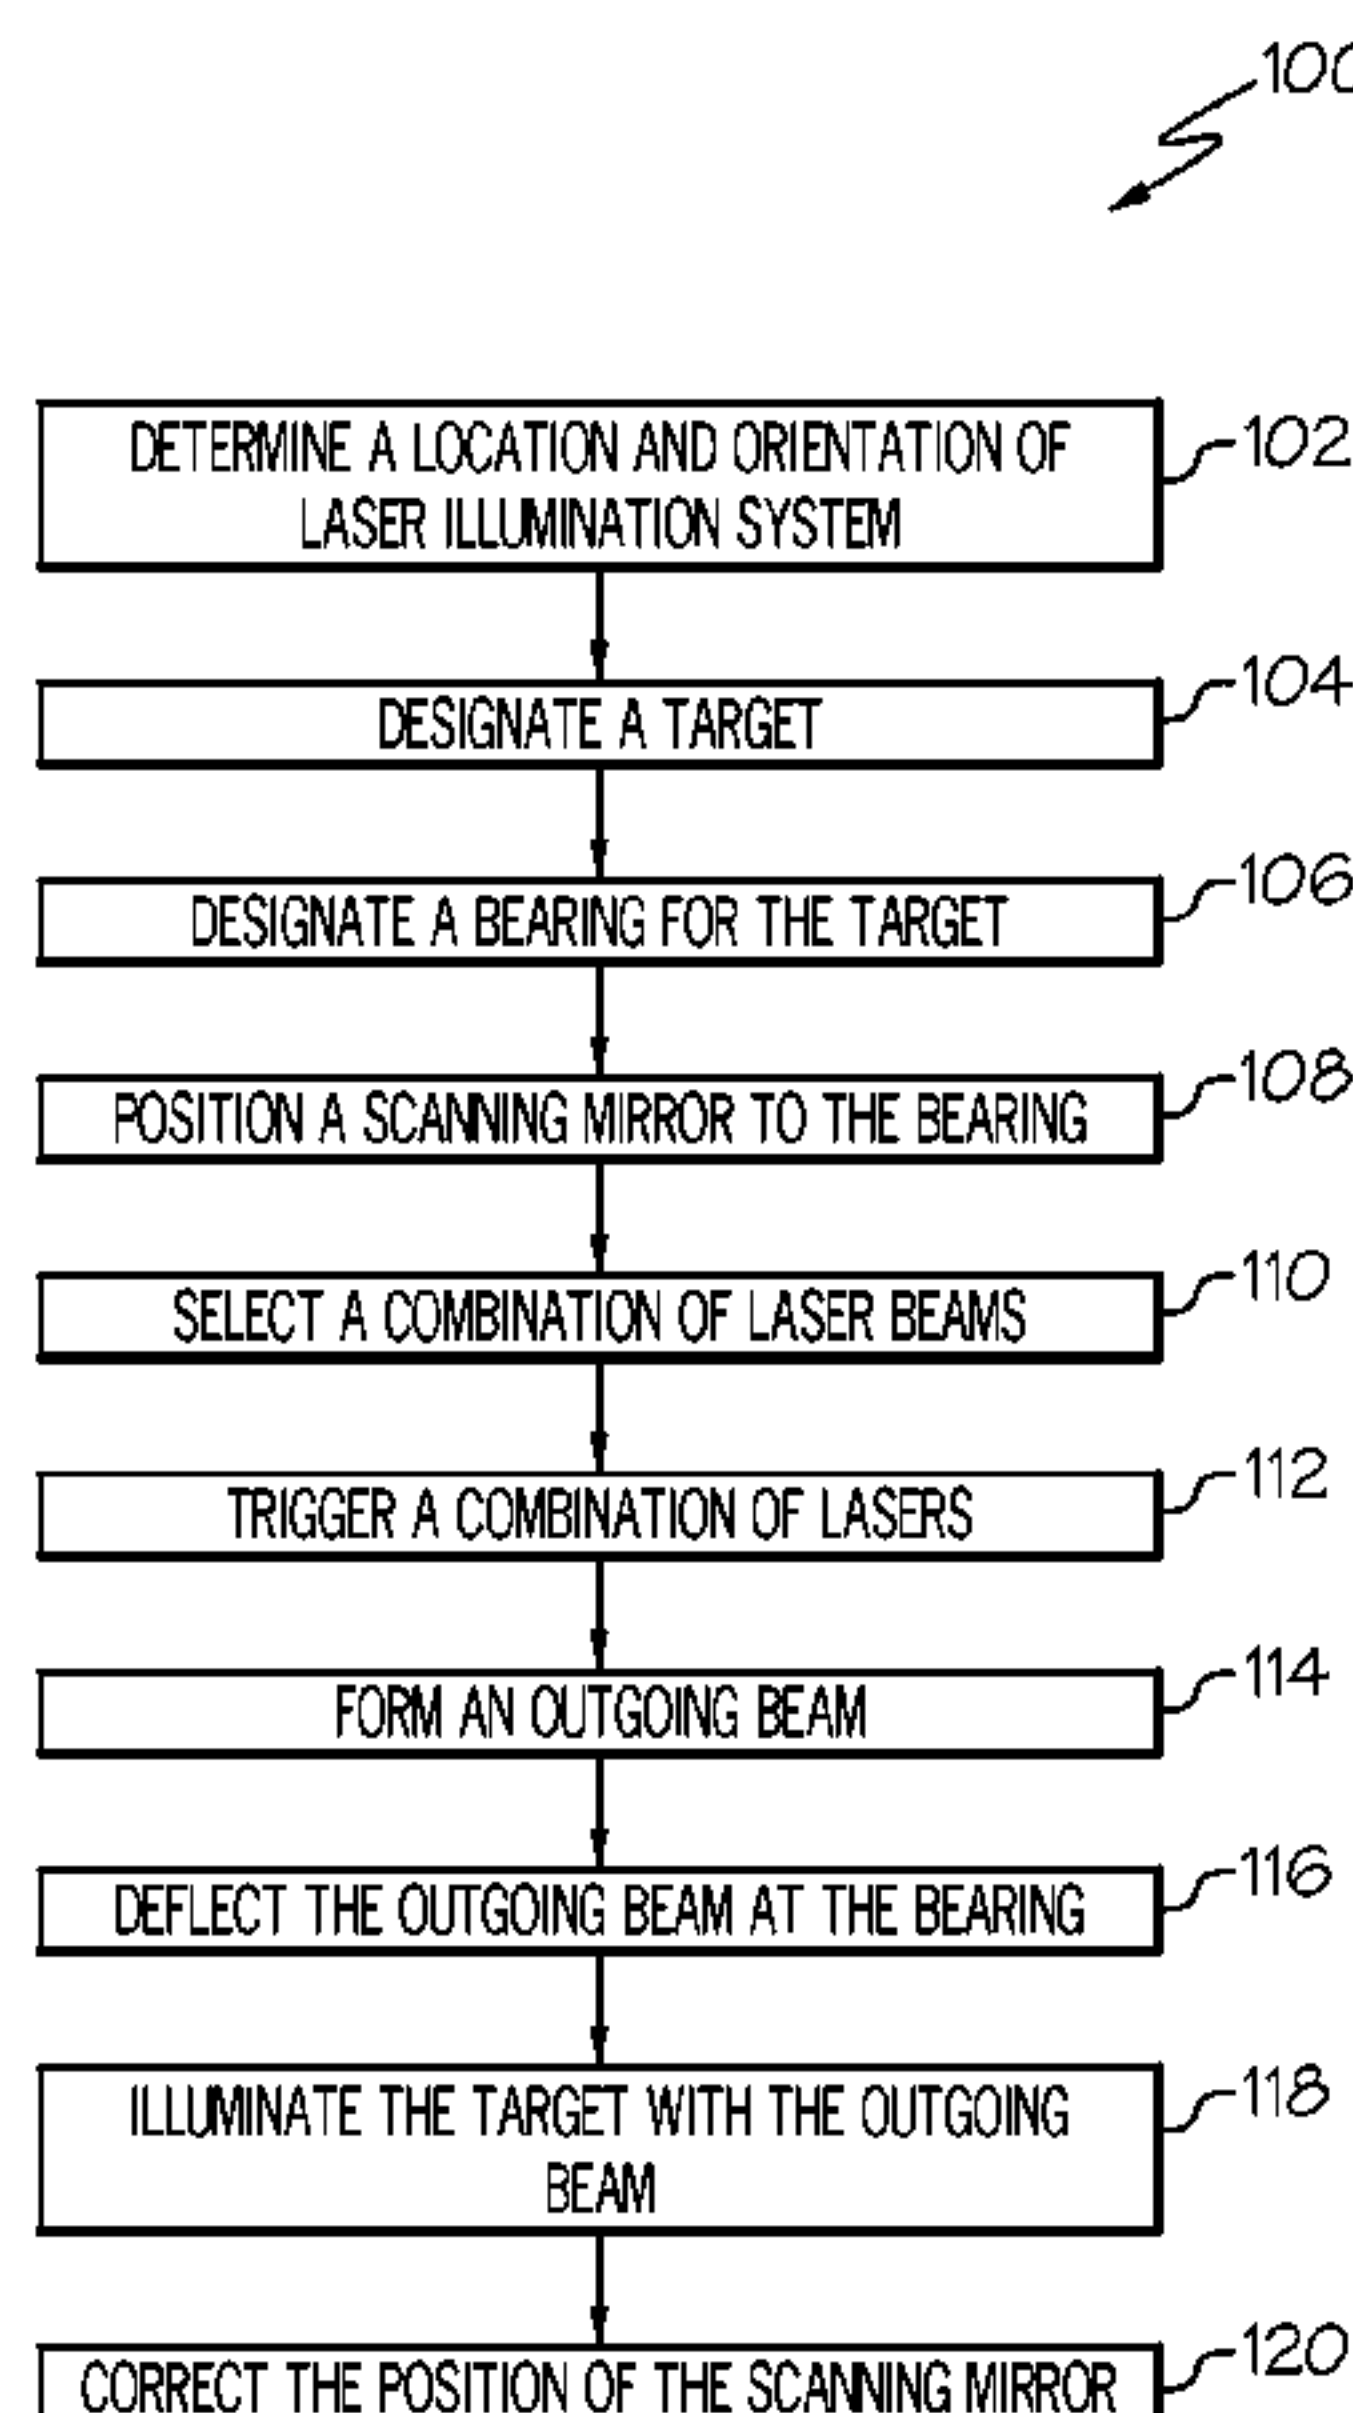 100
DETERMINE A LOCATION AND ORIENTATION OF
LASER ILLUMINATION SYSTEM
102
DESIGNATE A TARGET
104
DESIGNATE A BEARING FOR THE TARGET
106
POSITION A SCANNING MIRROR TO THE BEARING
108
SELECT A COMBINATION OF LASER BEAMS
110
TRIGGER A COMBINATION OF LASERS
112
FORM AN OUTGOING BEAM
114
DEFLECT THE OUTGOING BEAM AT THE BEARING
116
ILLUMINATE THE TARGET WITH THE OUTGOING
BEAM
118
CORRECT THE POSITION OF THE SCANNING MIRROR
120